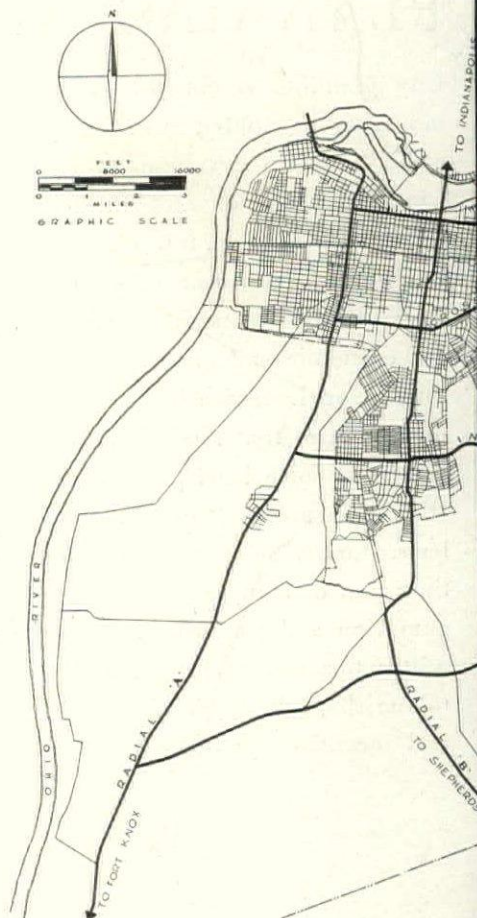 N
FEET
0 8000 16000
0 1 2 3
MILES
GRAPHIC SCALE
TO INDIANAPOLIS
OHIO RIVER
RADIAL 'A'
TO FORT KNOX
RADIAL 'B'
TO SHEPHERDS